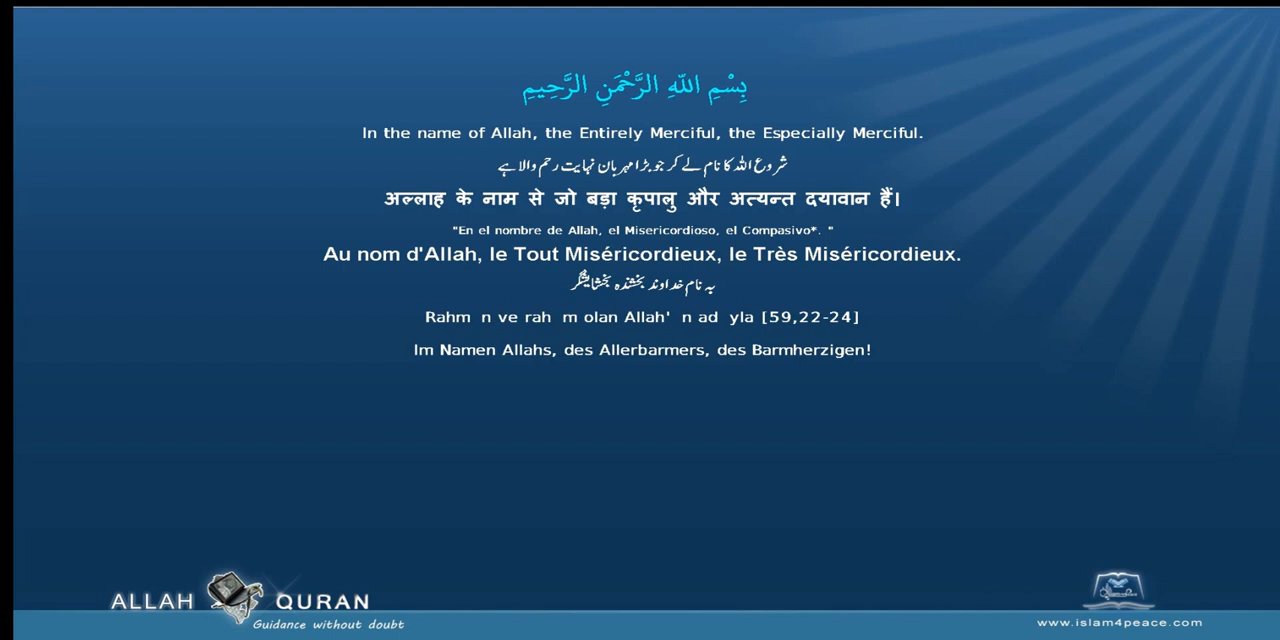 بِسْمِ اللّٰهِ الرَّحْمَنِ الرَّحِيمِ
In the name of Allah, the Entirely Merciful, the Especially Merciful.
شروع الله کا نام لے کر جو بڑا مہربان نہایت رحم والا ہے
अल्लाह के नाम से जो बड़ा कृपालु और अत्यन्त दयावान हैं।
"En el nombre de Allah, el Misericordioso, el Compasivo*. "
Au nom d'Allah, le Tout Miséricordieux, le Très Miséricordieux.
به نام خداوند بخشنده بخشایشگر
Rahm n ve rah m olan Allah' n ad yla [59,22-24]
Im Namen Allahs, des Allerbarmers, des Barmherzigen!
ALLAH QURAN
Guidance without doubt
www.islam4peace.com